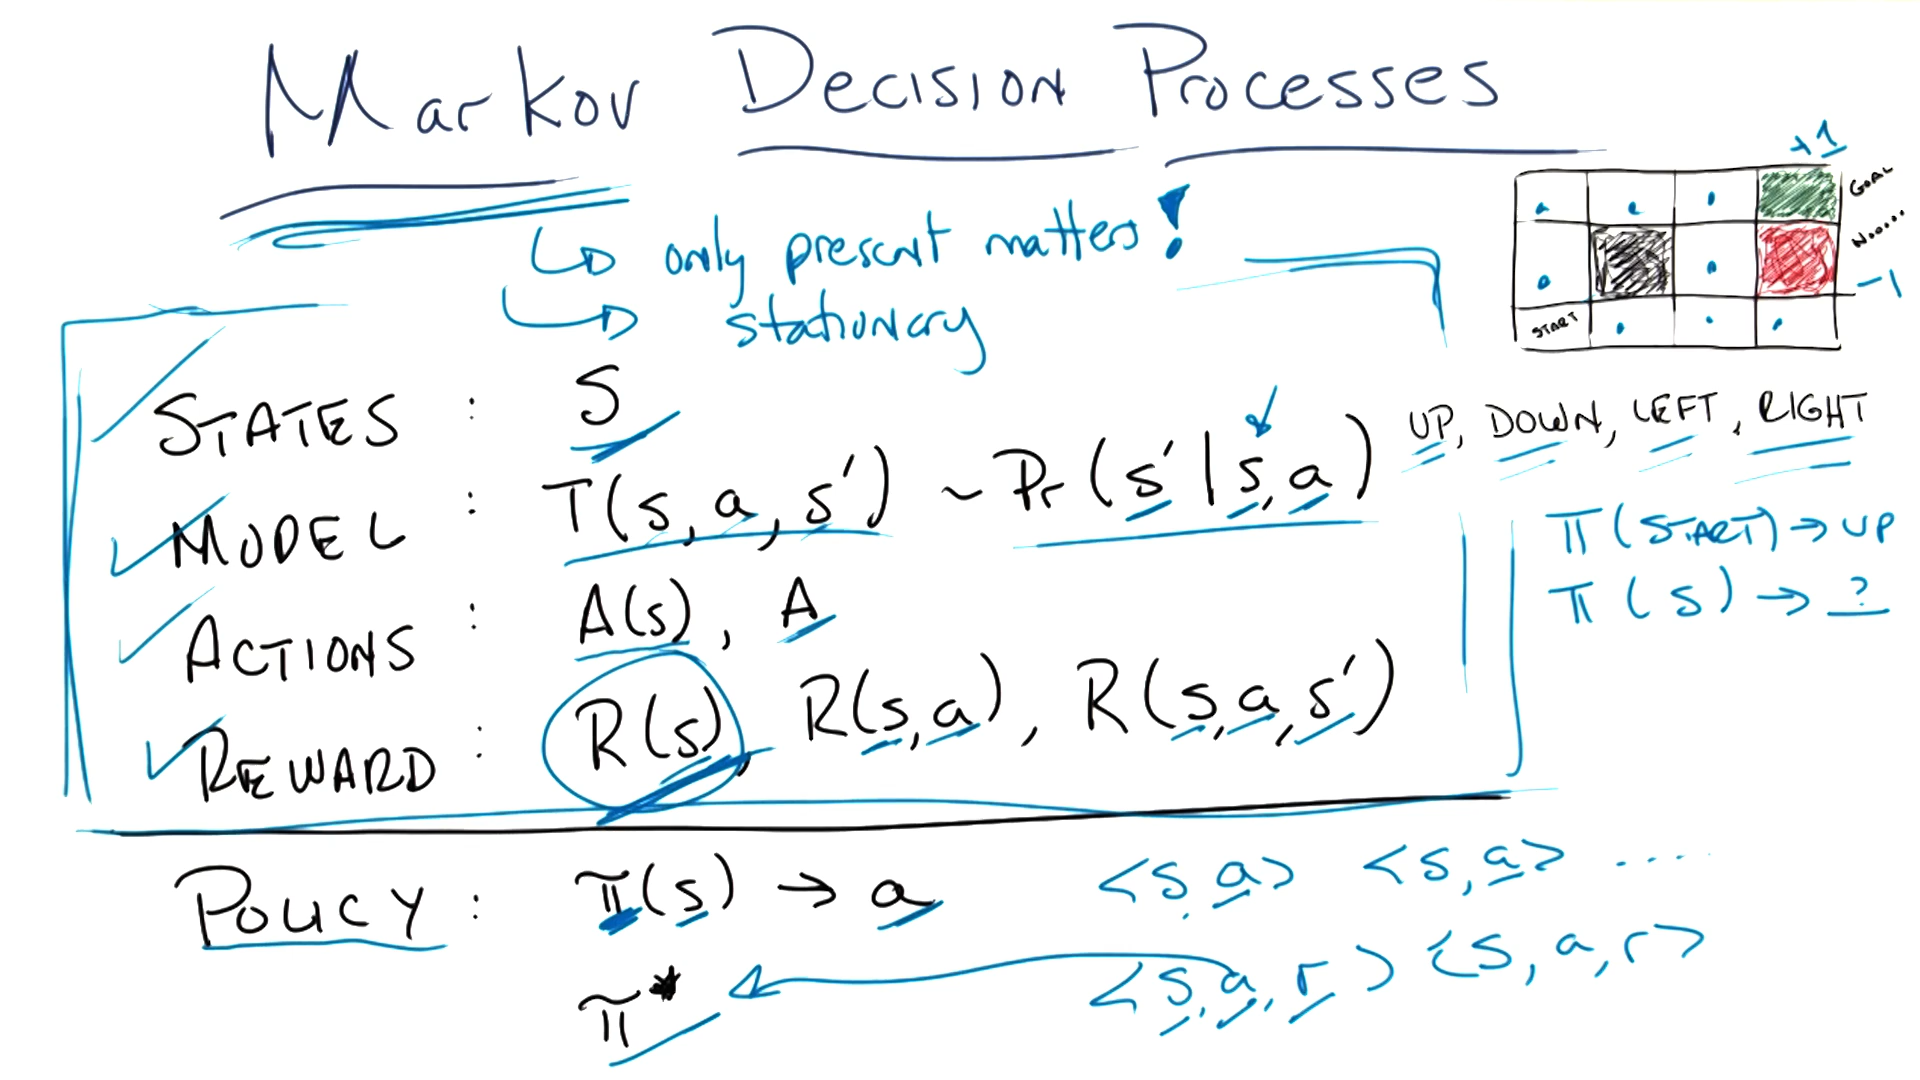 Markov Decision Processes
↳ only present matters!
↳ stationary
+1
GOAL
N.....
-1
START
STATES : S
MODEL : T(s, a, s') ~ Pr(s' | s, a)
ACTIONS : A(s), A
REWARD : R(s), R(s,a), R(s,a,s')
UP, DOWN, LEFT, RIGHT
π(START) → UP
π(s) → ?
POLICY : π(s) → a
π*
<s,a> <s,a> ....
<s,a,r> <s,a,r>